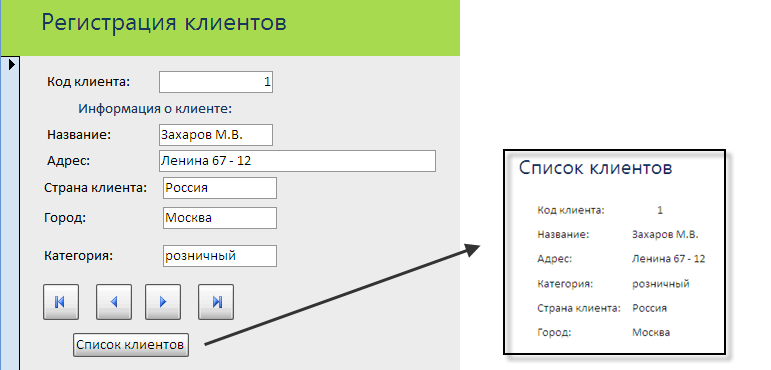 Регистрация клиентов
Код клиента: 1
Информация о клиенте:
Название: Захаров М.В.
Адрес: Ленина 67 - 12
Страна клиента: Россия
Город: Москва
Категория: розничный
Список клиентов
Список клиентов
Код клиента: 1
Название: Захаров М.В.
Адрес: Ленина 67 - 12
Категория: розничный
Страна клиента: Россия
Город: Москва